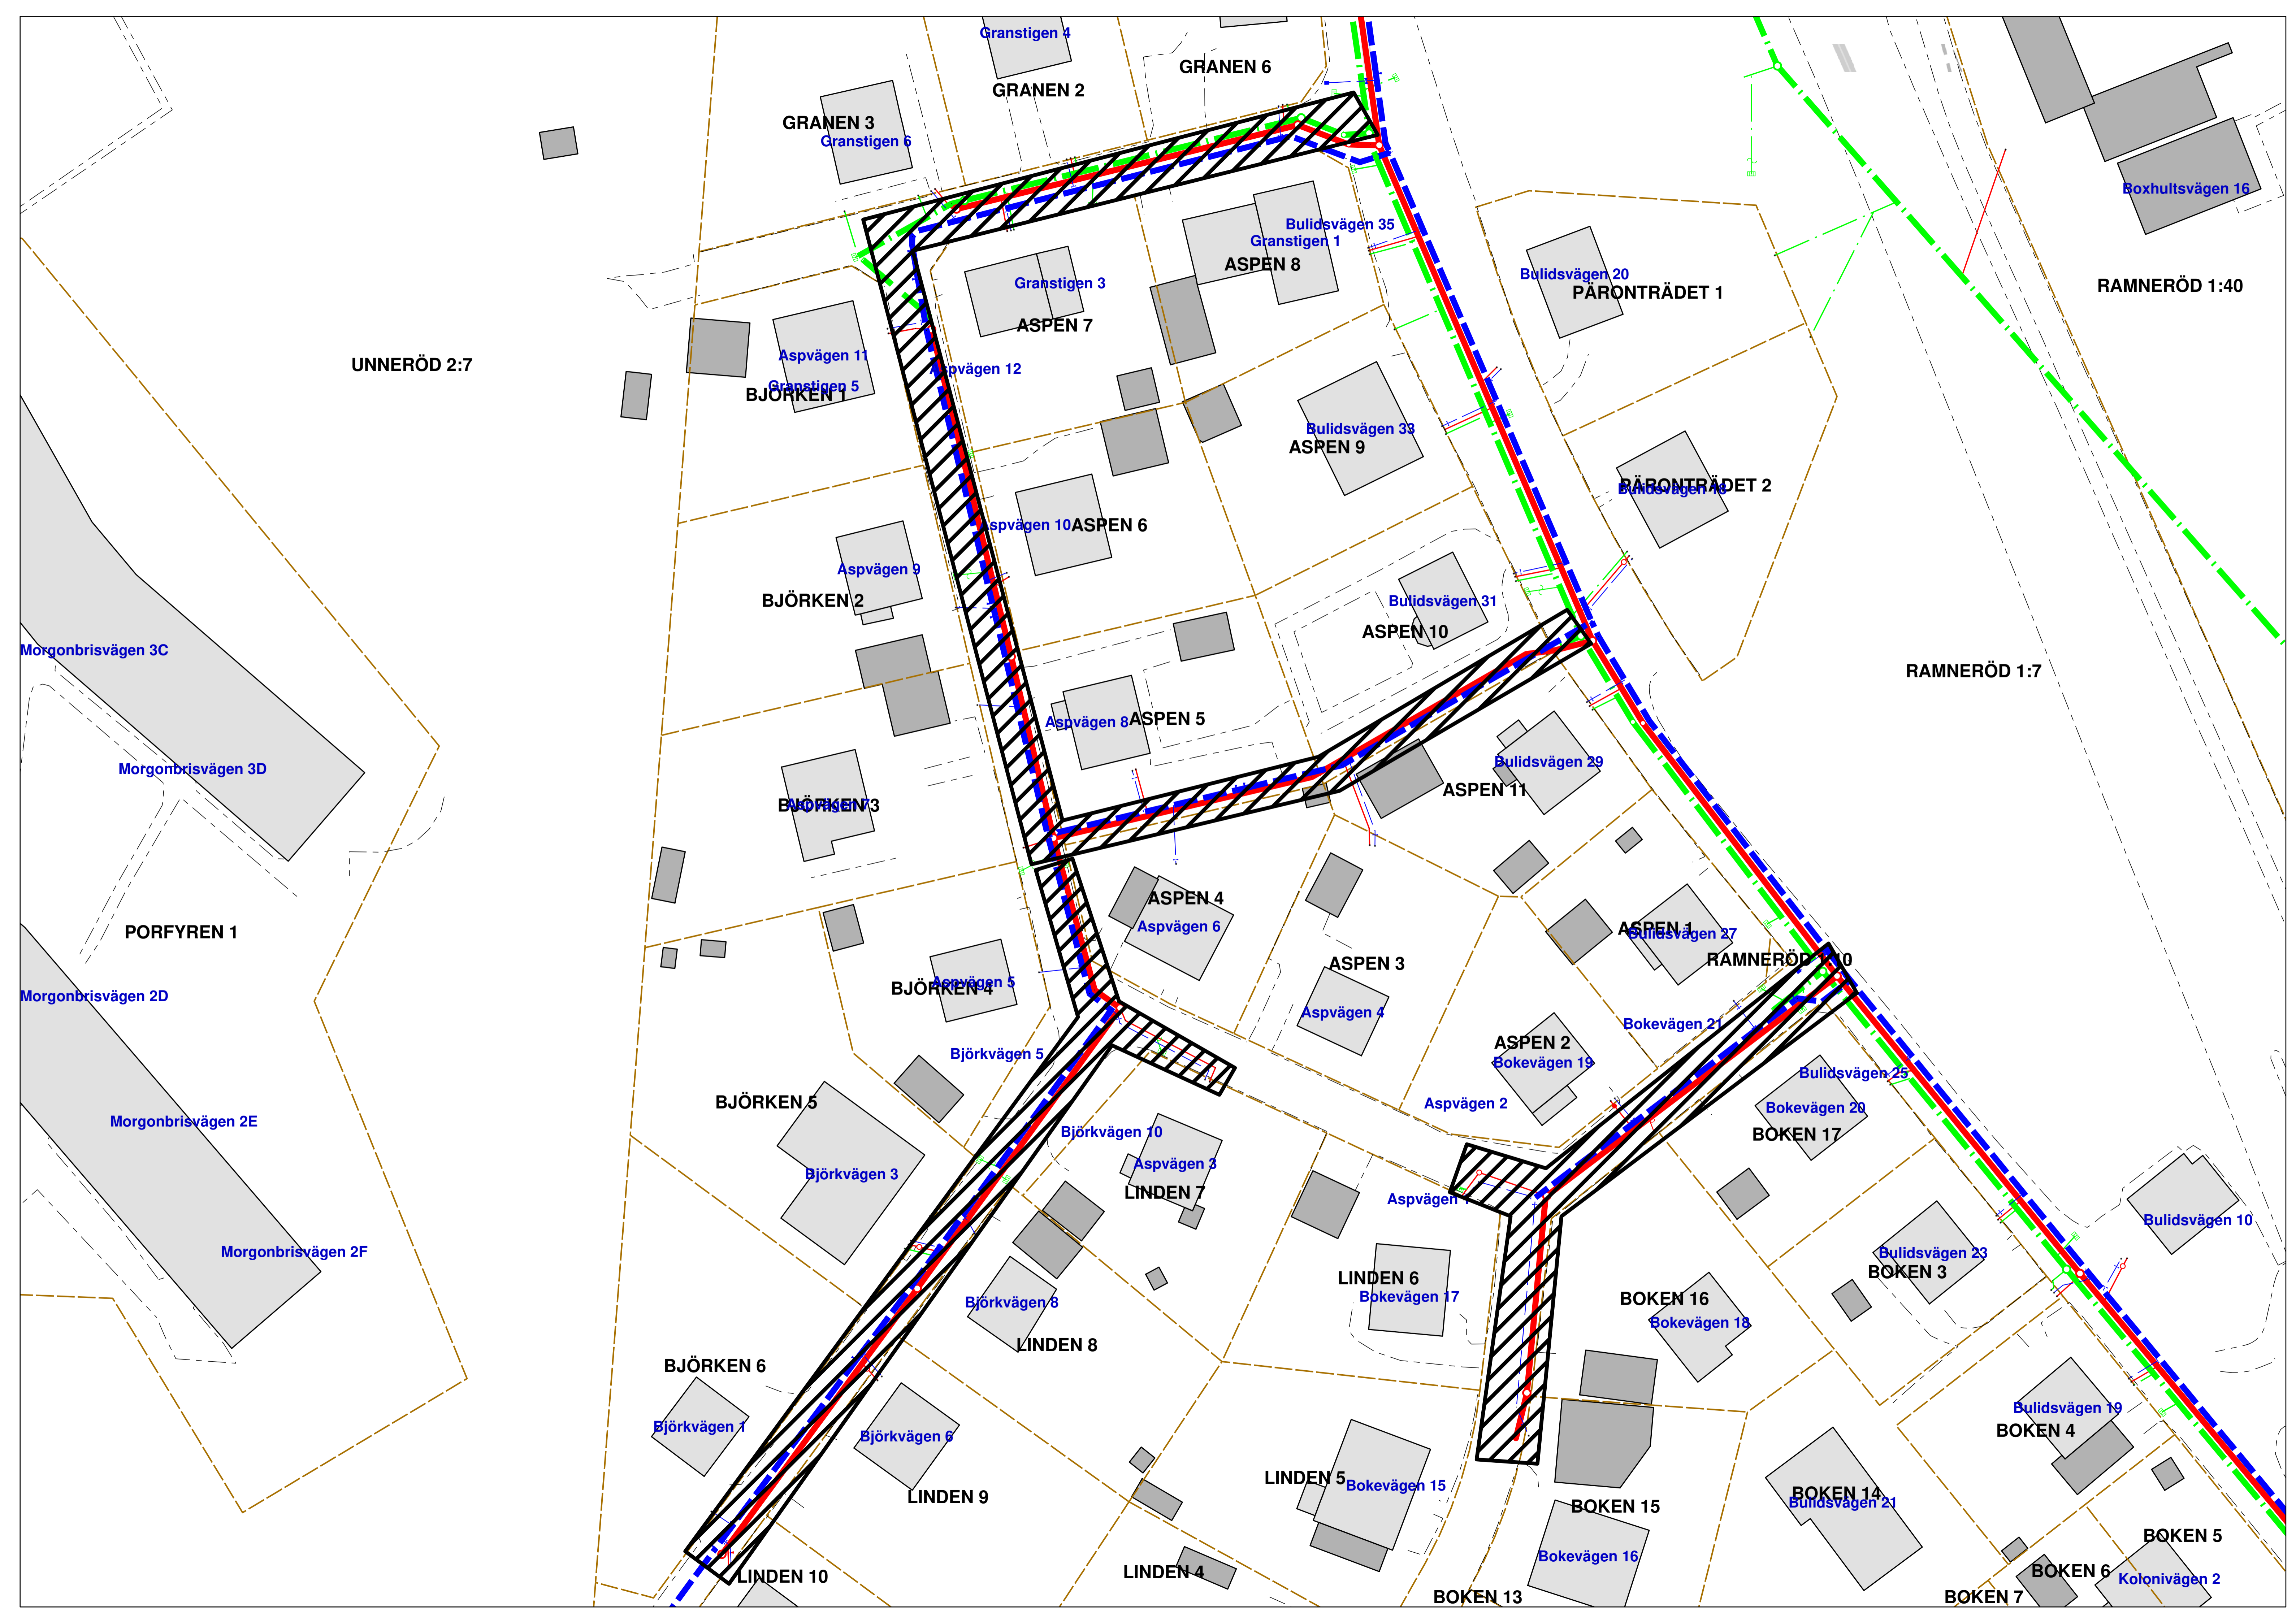 Granstigen 4
GRANEN 6
GRANEN 2
GRANEN 3
Granstigen 6
Boxhultsvägen 16
Bulidsvägen 35
Granstigen 1
ASPEN 8
Bulidsvägen 20
PÄRONTRÄDET 1
RAMNERÖD 1:40
Granstigen 3
ASPEN 7
Aspvägen 11
UNNERÖD 2:7
Aspvägen 12
Granstigen 5
BJÖRKEN 1
Bulidsvägen 33
ASPEN 9
PÄRONTRÄDET 2
Bulidsvägen 18
Aspvägen 10
ASPEN 6
Aspvägen 9
BJÖRKEN 2
Bulidsvägen 31
ASPEN 10
Morgonbrisvägen 3C
RAMNERÖD 1:7
Aspvägen 8
ASPEN 5
Bulidsvägen 29
Morgonbrisvägen 3D
ASPEN 11
BJÖRKEN 3
Aspvägen 7
ASPEN 4
Aspvägen 6
ASPEN 1
Bulidsvägen 27
PORFYREN 1
ASPEN 3
RAMNERÖD 1:10
BJÖRKEN 4
Aspvägen 5
Morgonbrisvägen 2D
Aspvägen 4
Bokevägen 21
ASPEN 2
Björkvägen 5
Bokevägen 19
Bulidsvägen 25
BJÖRKEN 5
Aspvägen 2
Bokevägen 20
Morgonbrisvägen 2E
Björkvägen 10
BOKEN 17
Aspvägen 3
Björkvägen 3
LINDEN 7
Aspvägen 1
Bulidsvägen 10
Morgonbrisvägen 2F
Bulidsvägen 23
BOKEN 3
LINDEN 6
Bokevägen 17
Björkvägen 8
BOKEN 16
Bokevägen 18
LINDEN 8
BJÖRKEN 6
Bulidsvägen 19
Björkvägen 1
BOKEN 4
Björkvägen 6
LINDEN 5
Bokevägen 15
LINDEN 9
BOKEN 14
Bulidsvägen 21
BOKEN 15
BOKEN 5
Bokevägen 16
LINDEN 4
BOKEN 6
LINDEN 10
Kolonivägen 2
BOKEN 13
BOKEN 7